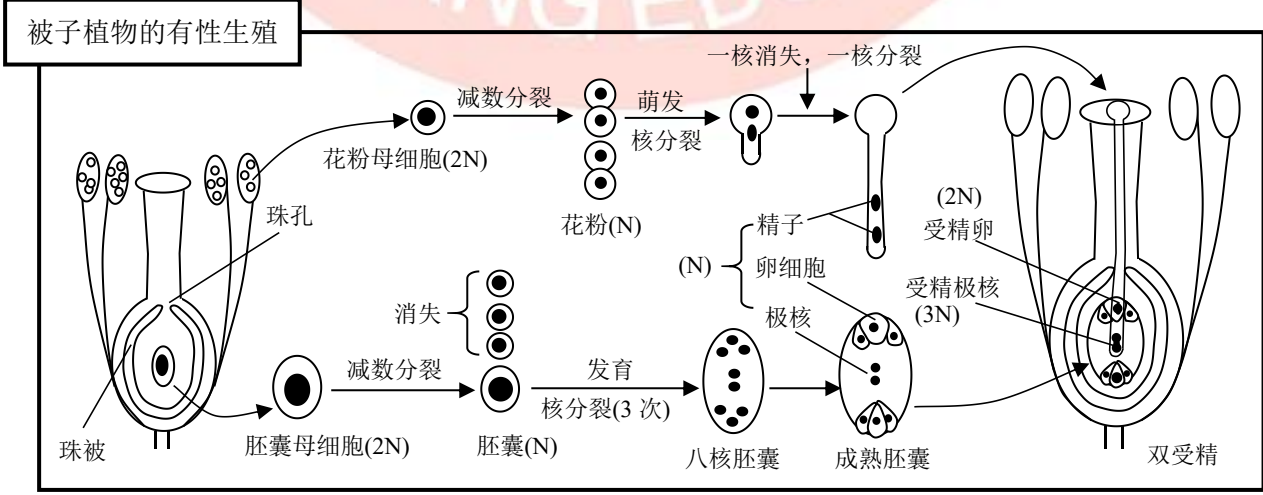 NG EDU
被子植物的有性生殖
一核消失，一核分裂
减数分裂
萌发
核分裂
花粉母细胞(2N)
花粉(N)
珠孔
精子
(N)
卵细胞
极核
(2N)
受精卵
受精极核
(3N)
消失
减数分裂
发育
核分裂(3 次)
珠被
胚囊母细胞(2N)
胚囊(N)
八核胚囊
成熟胚囊
双受精